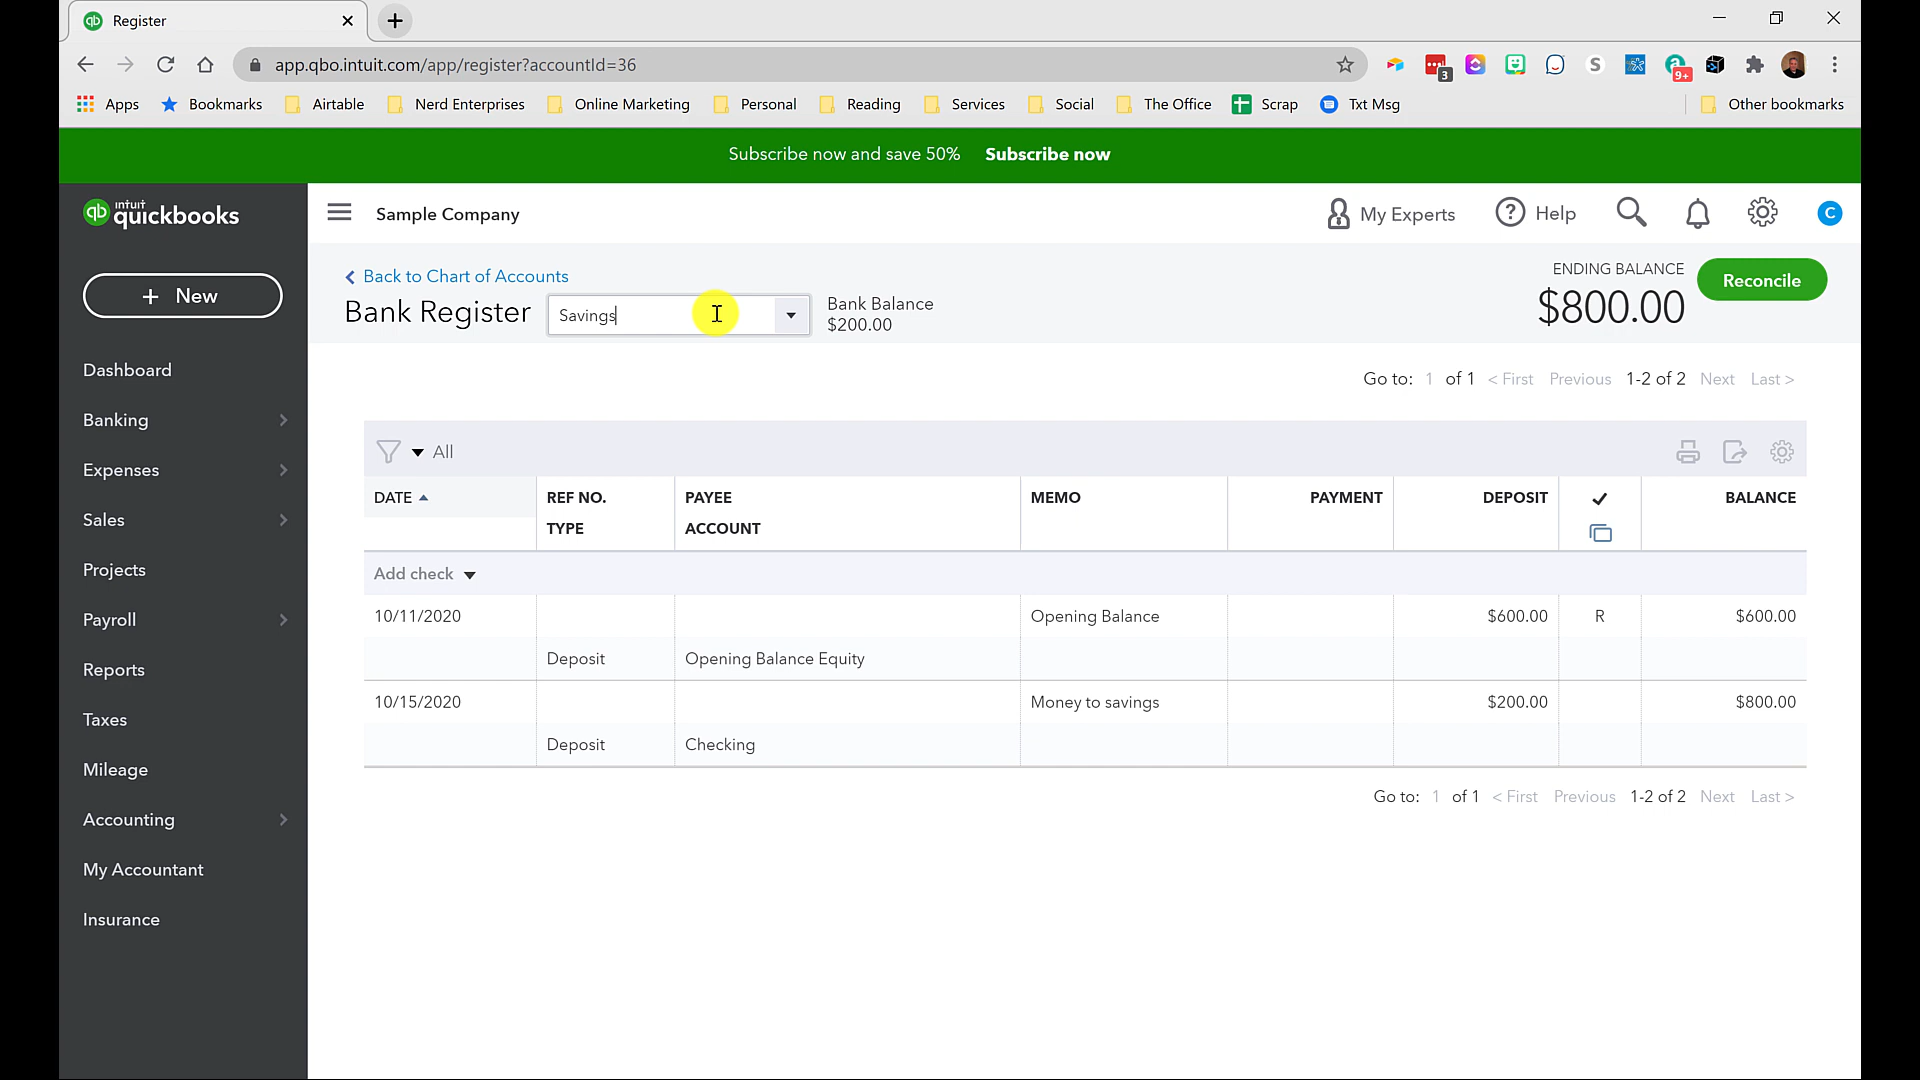 Register
app.qbo.intuit.com/app/register?accountId=36
3
S
9+
Apps Bookmarks Airtable Nerd Enterprises Online Marketing Personal Reading Services Social The Office Scrap Txt Msg Other bookmarks
Subscribe now and save 50% Subscribe now
qb intuit quickbooks
Sample Company
My Experts
Help
C
+ New
Dashboard
Banking
Expenses
Sales
Projects
Payroll
Reports
Taxes
Mileage
Accounting
My Accountant
Insurance
Back to Chart of Accounts
Bank Register Savings
Bank Balance
$200.00
ENDING BALANCE
$800.00
Reconcile
Go to: 1 of 1 < First Previous 1-2 of 2 Next Last >
All
DATE REF NO. PAYEE MEMO PAYMENT DEPOSIT ✓ BALANCE
TYPE ACCOUNT
Add check
10/11/2020 Opening Balance $600.00 R $600.00
Deposit Opening Balance Equity
10/15/2020 Money to savings $200.00 $800.00
Deposit Checking
Go to: 1 of 1 < First Previous 1-2 of 2 Next Last >